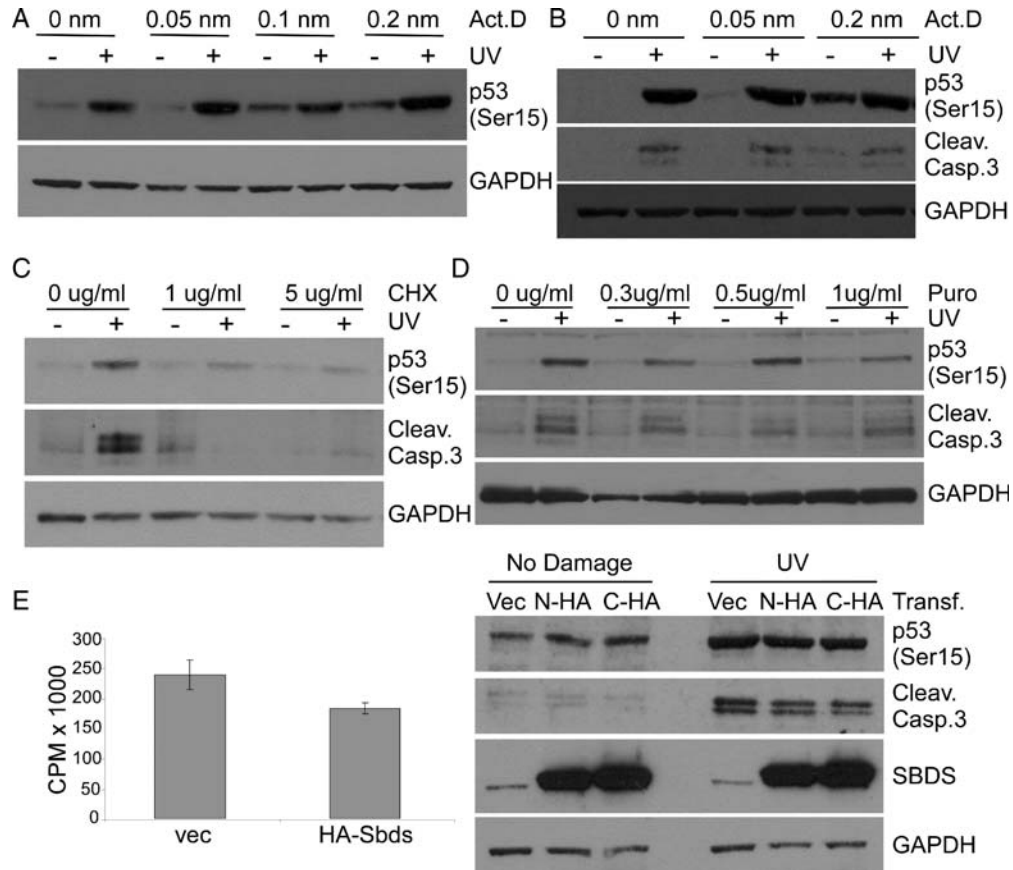 A
0 nm 0.05 nm 0.1 nm 0.2 nm Act.D
- + - + - + - + UV
p53
(Ser15)
GAPDH
B
0 nm 0.05 nm 0.2 nm Act.D
- + - + - + UV
p53
(Ser15)
Cleav.
Casp.3
GAPDH
C
0 ug/ml 1 ug/ml 5 ug/ml CHX
- + - + - + UV
p53
(Ser15)
Cleav.
Casp.3
GAPDH
D
0 ug/ml 0.3ug/ml 0.5ug/ml 1ug/ml Puro
- + - + - + - + UV
p53
(Ser15)
Cleav.
Casp.3
GAPDH
E
CPM x 1000
300
250
200
150
100
50
0
vec HA-Sbds
No Damage UV
Vec N-HA C-HA Vec N-HA C-HA Transf.
p53
(Ser15)
Cleav.
Casp.3
SBDS
GAPDH